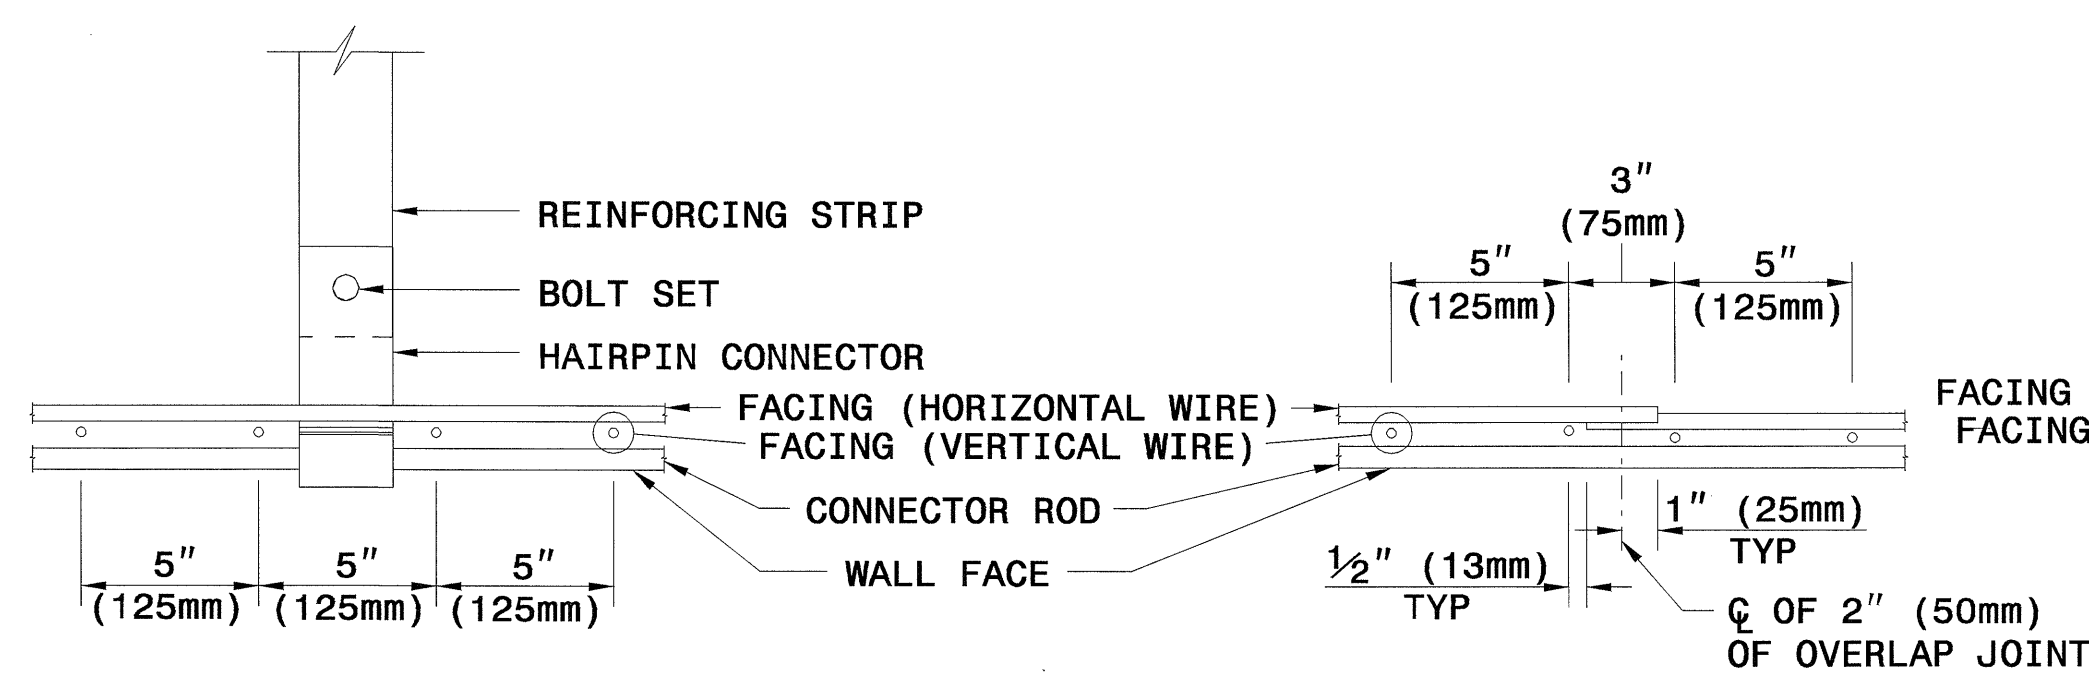 REINFORCING STRIP
BOLT SET
HAIRPIN CONNECTOR
FACING (HORIZONTAL WIRE)
FACING (VERTICAL WIRE)
CONNECTOR ROD
WALL FACE
5"
(125mm)
5"
(125mm)
5"
(125mm)
3"
(75mm)
5"
(125mm)
5"
(125mm)
FACING
FACING
1" (25mm)
TYP
1/2" (13mm)
TYP
℄ OF 2" (50mm)
OF OVERLAP JOINT